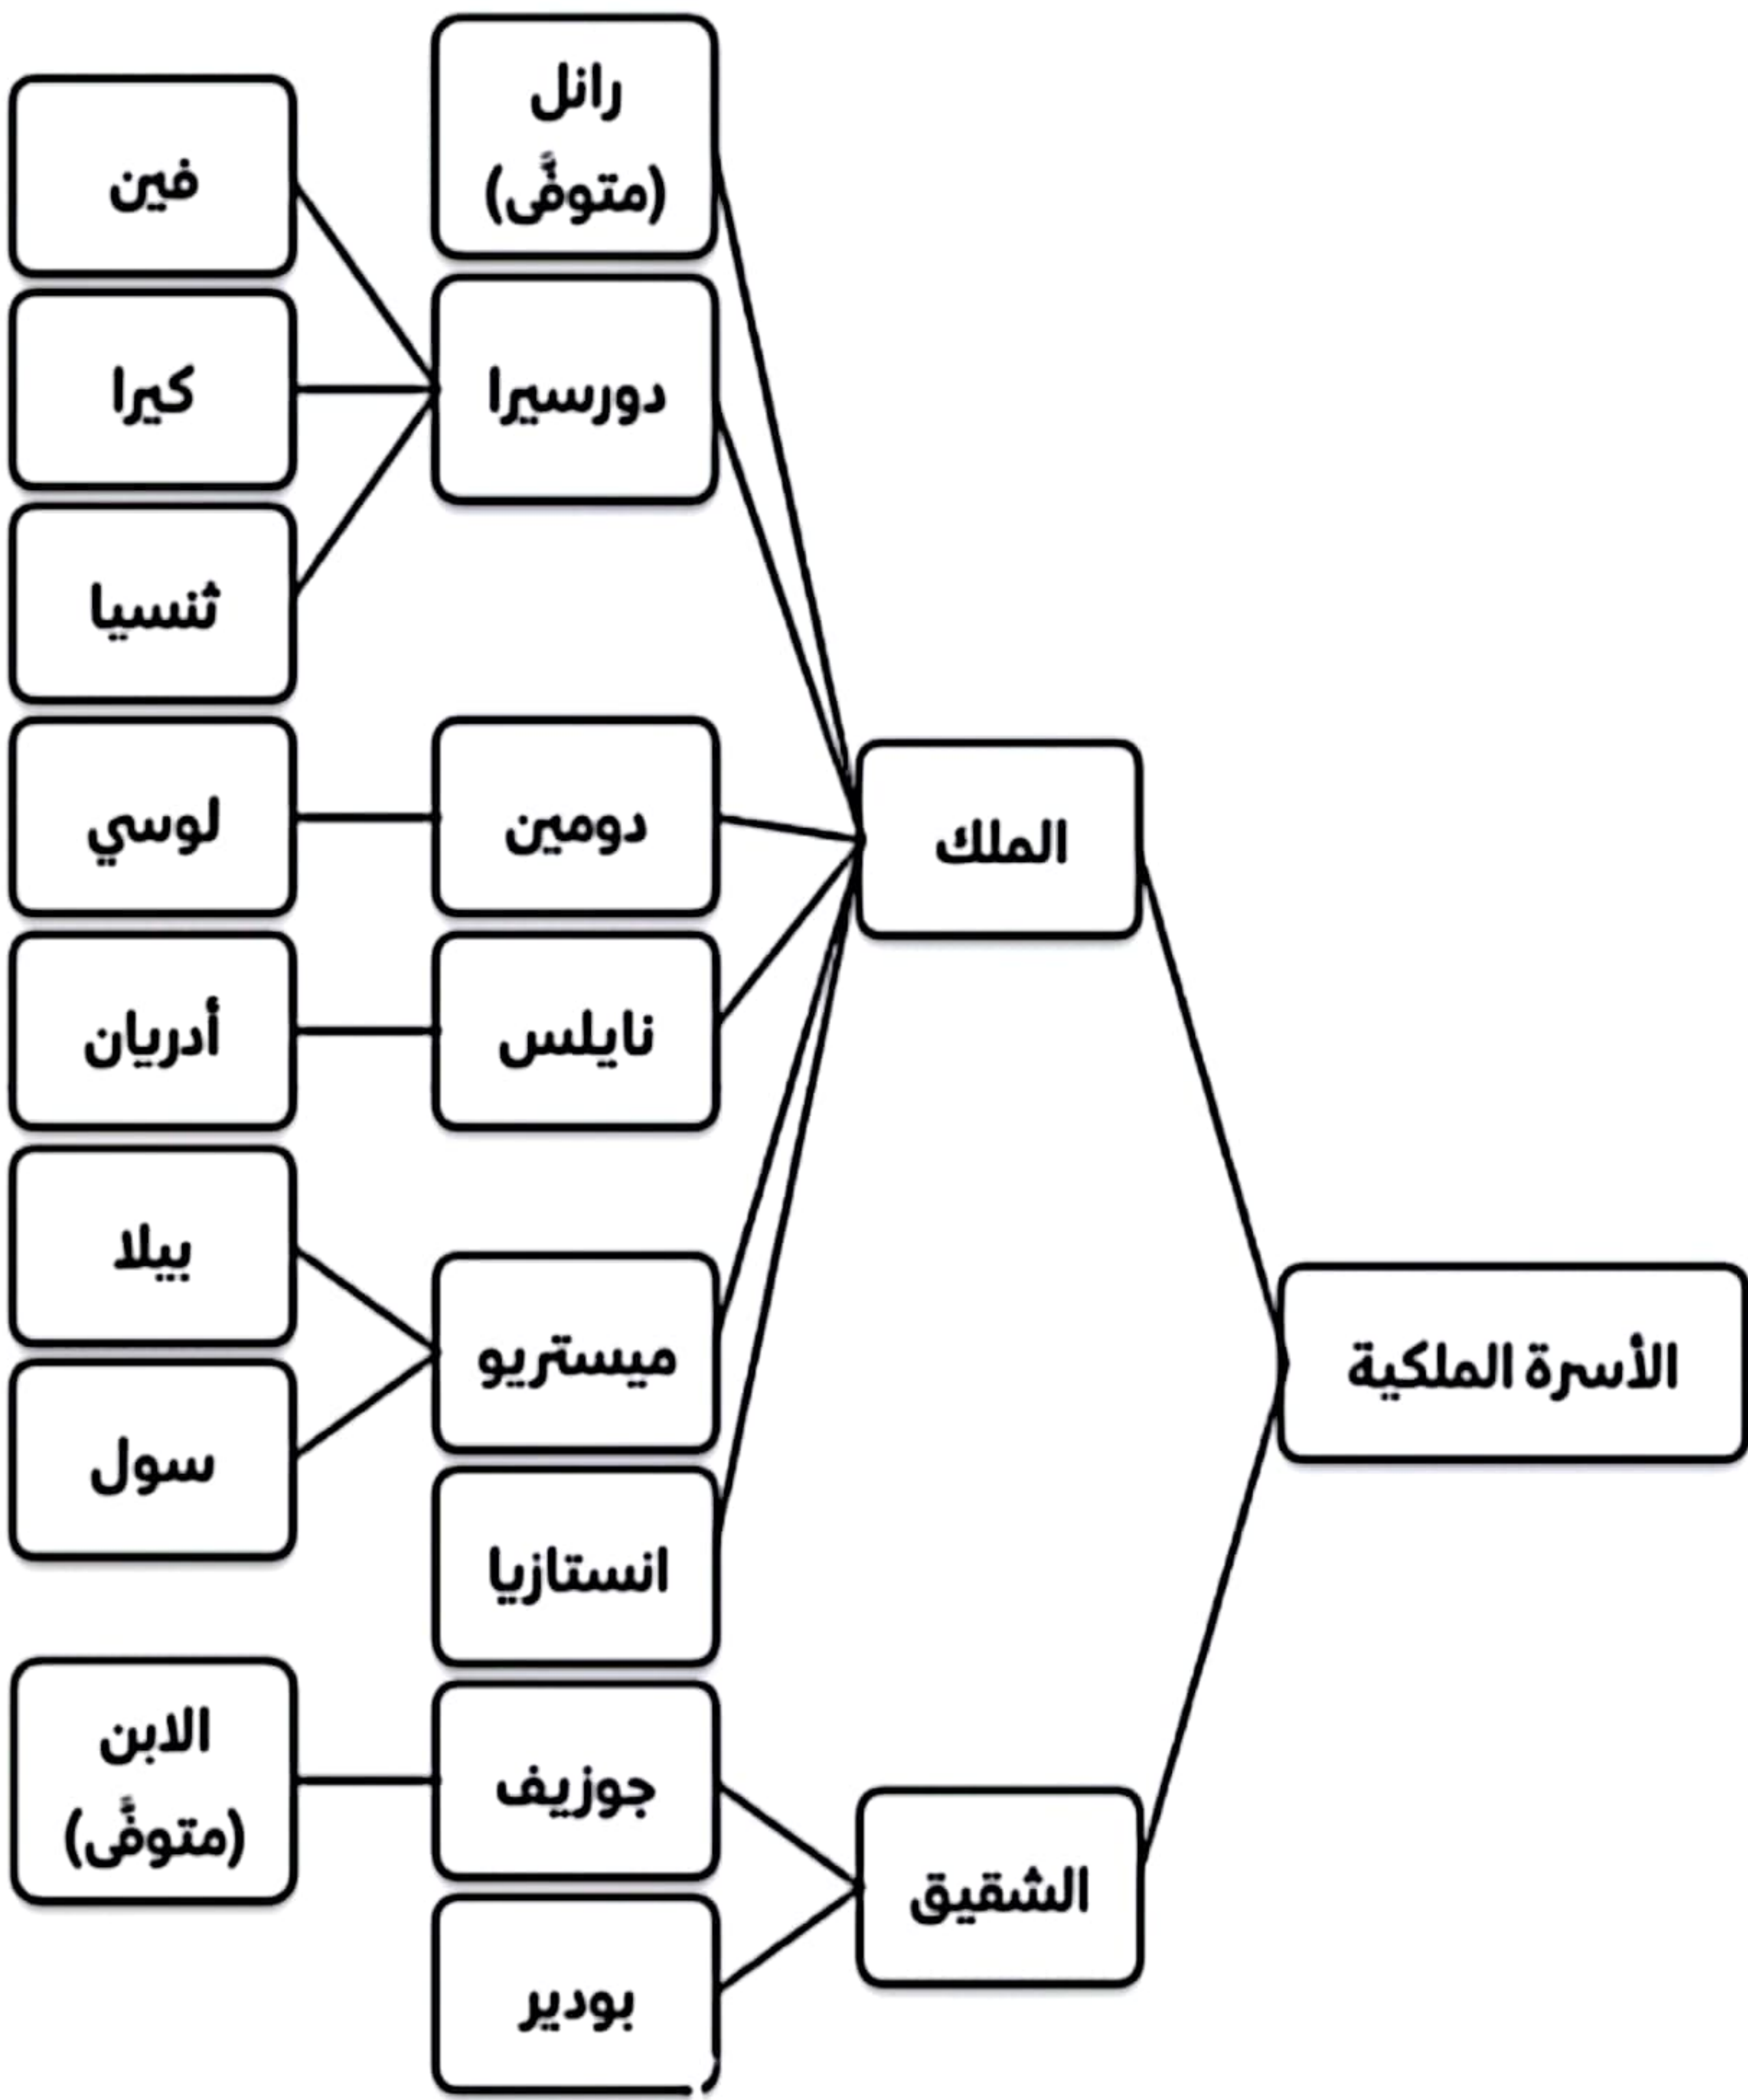 الأسرة الملكية
الملك
رانل
(متوفَّى)
دورسيرا
فين
كيرا
ثنسيا
دومين
لوسي
نايلس
أدريان
ميستريو
بيلا
سول
انستازيا
الشقيق
جوزيف
الابن
(متوفَّى)
بودير